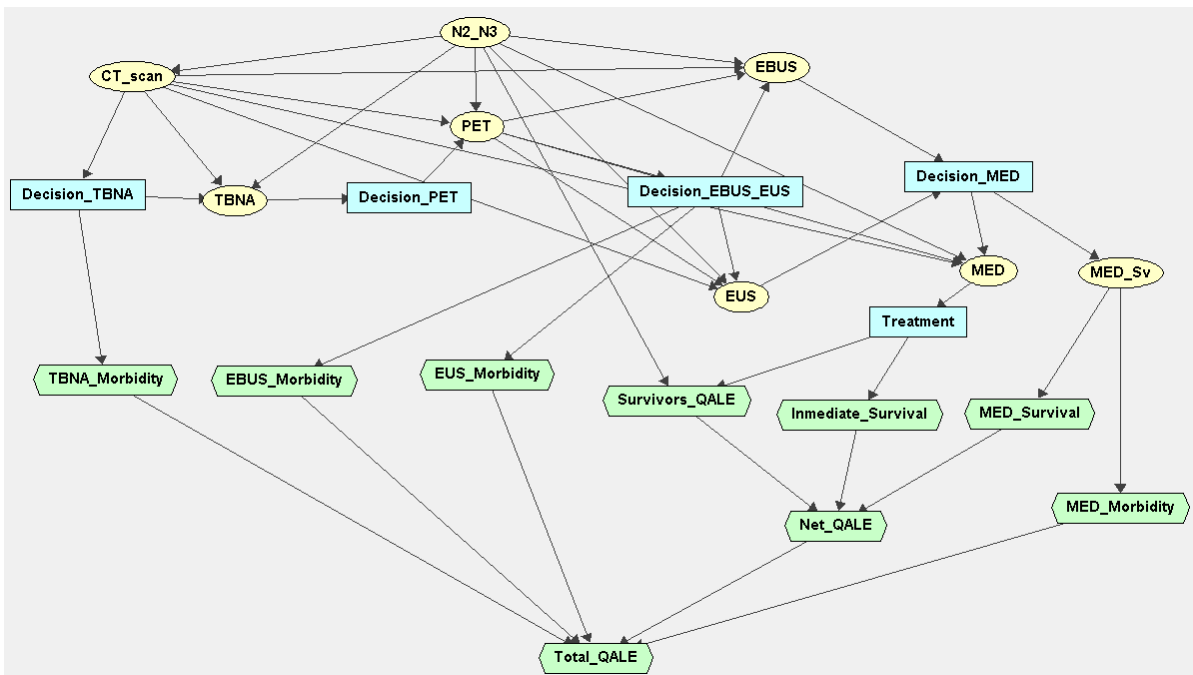 N2_N3
CT_scan
EBUS
PET
Decision_TBNA
TBNA
Decision_PET
Decision_EBUS_EUS
Decision_MED
EUS
MED
MED_Sv
Treatment
TBNA_Morbidity
EBUS_Morbidity
EUS_Morbidity
Survivors_QALE
Inmediate_Survival
MED_Survival
Net_QALE
MED_Morbidity
Total_QALE